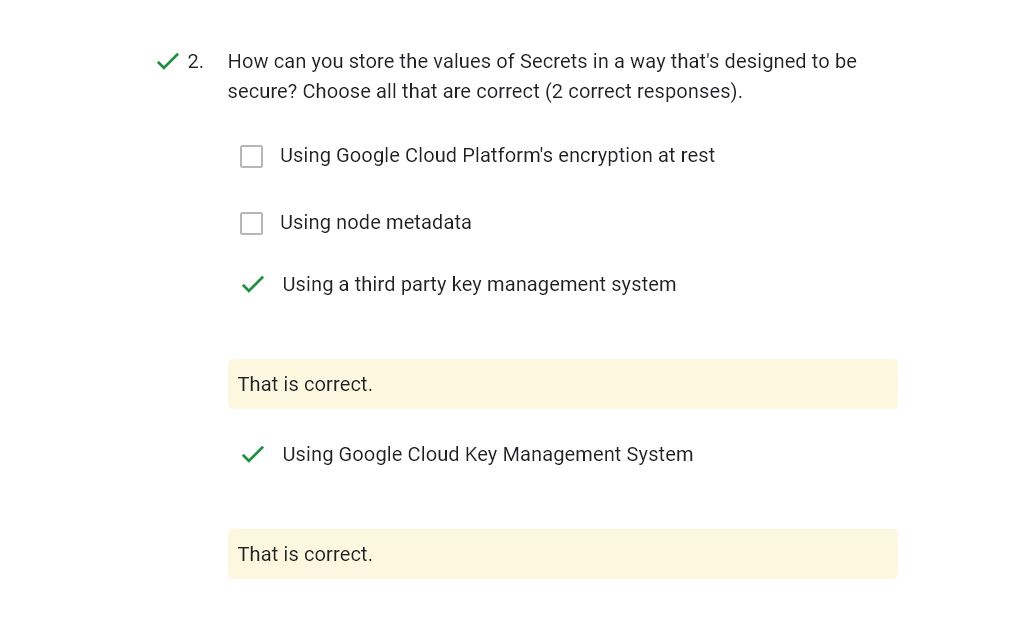 2. How can you store the values of Secrets in a way that's designed to be
secure? Choose all that are correct (2 correct responses).
Using Google Cloud Platform's encryption at rest
Using node metadata
Using a third party key management system
That is correct.
Using Google Cloud Key Management System
That is correct.